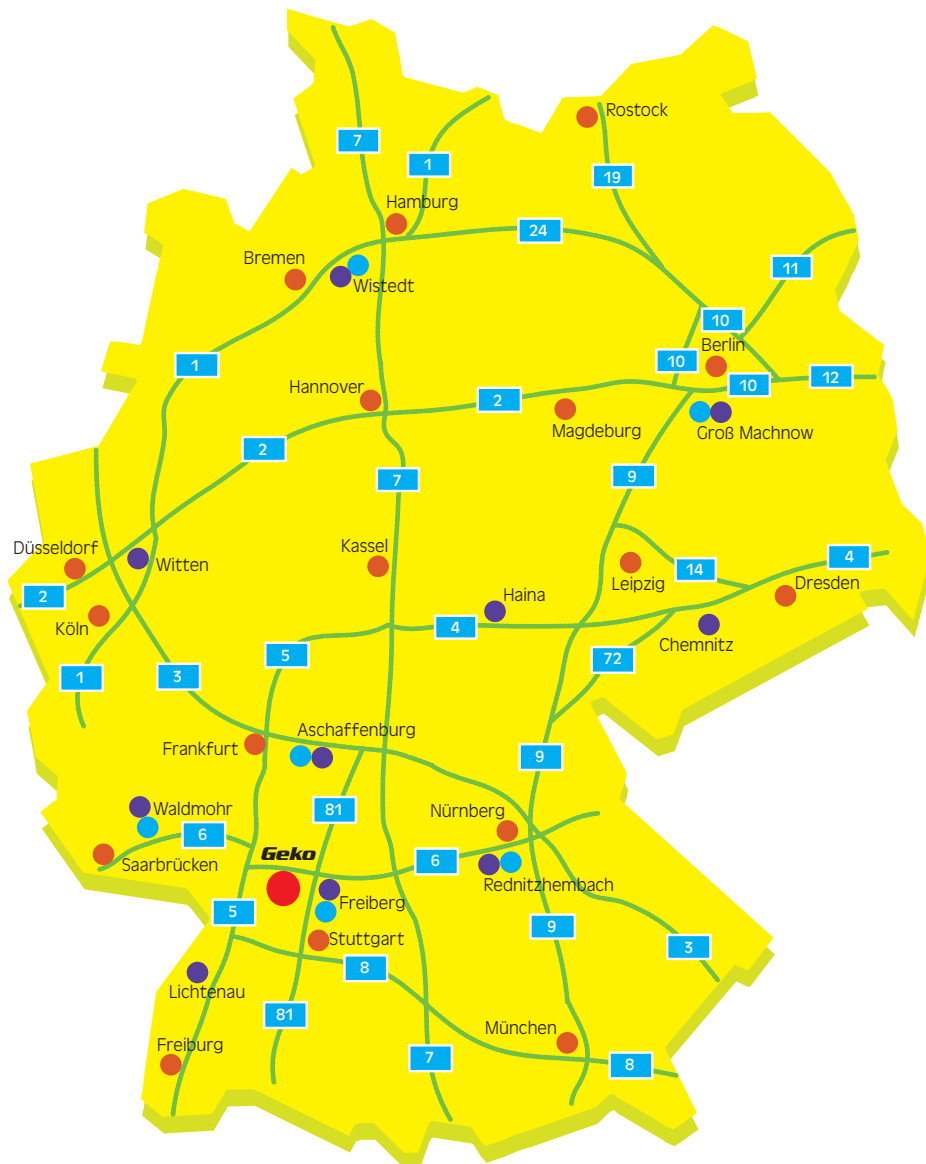 Rostock
7
1
19
Hamburg
24
Bremen
11
Wistedt
10
Berlin
1
10
10
12
Hannover
2
Magdeburg
Groß Machnow
2
9
7
Düsseldorf
Kassel
Witten
4
14
Leipzig
Dresden
2
Haina
Köln
4
Chemnitz
5
72
1
3
Aschaffenburg
Frankfurt
9
81
Waldmohr
Nürnberg
6
Geko
6
Saarbrücken
Rednitzhembach
Freiberg
5
9
Stuttgart
3
8
Lichtenau
81
München
Freiburg
7
8